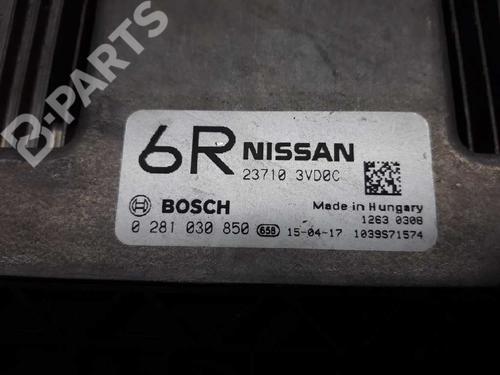 B-PARTS
6R NISSAN
23710 3VD0C
BOSCH
Made in Hungary
1263 0308
0 281 030 850 658 15-04-17 1039S71574